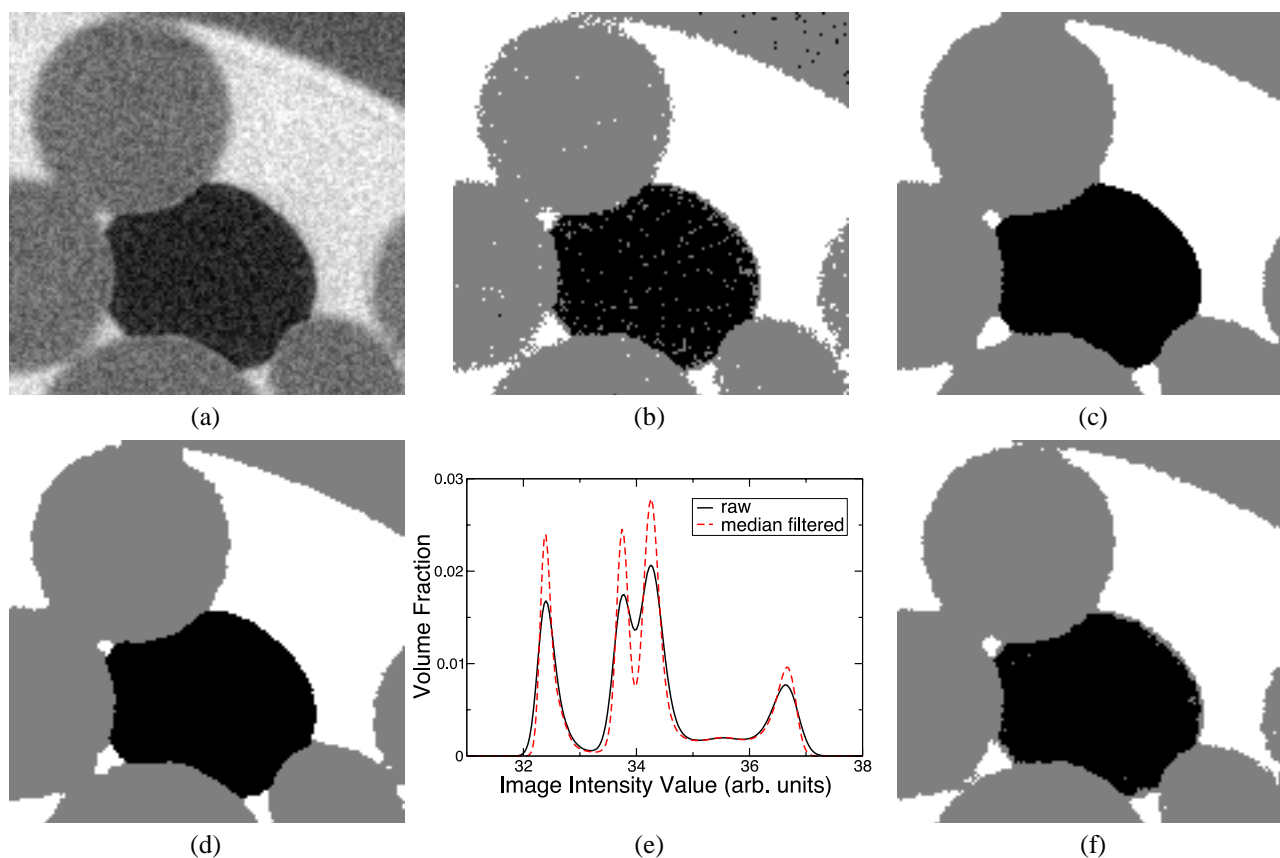 (a)
(b)
(c)
0.03
0.02
0.01
0
Volume Fraction
raw
median filtered
32
34
36
38
Image Intensity Value (arb. units)
(d)
(e)
(f)